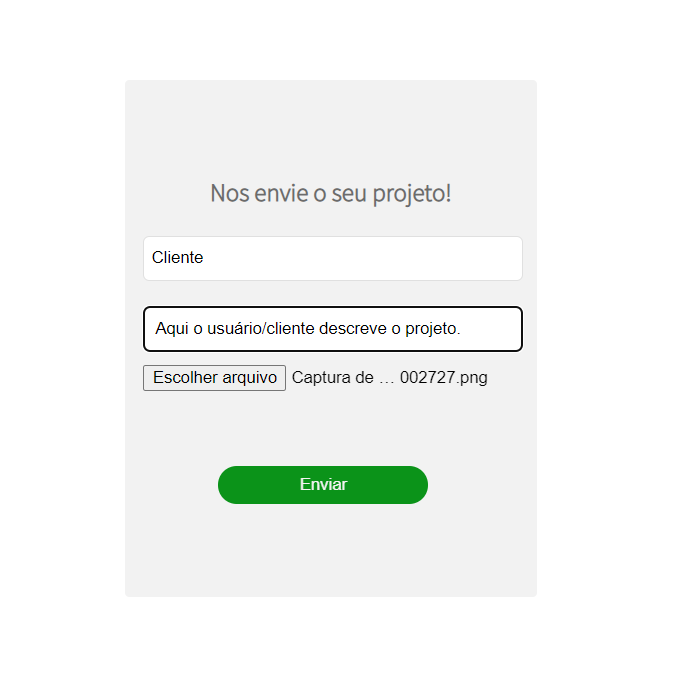 Nos envie o seu projeto!
Cliente
Aqui o usuário/cliente descreve o projeto.
Escolher arquivo Captura de … 002727.png
Enviar